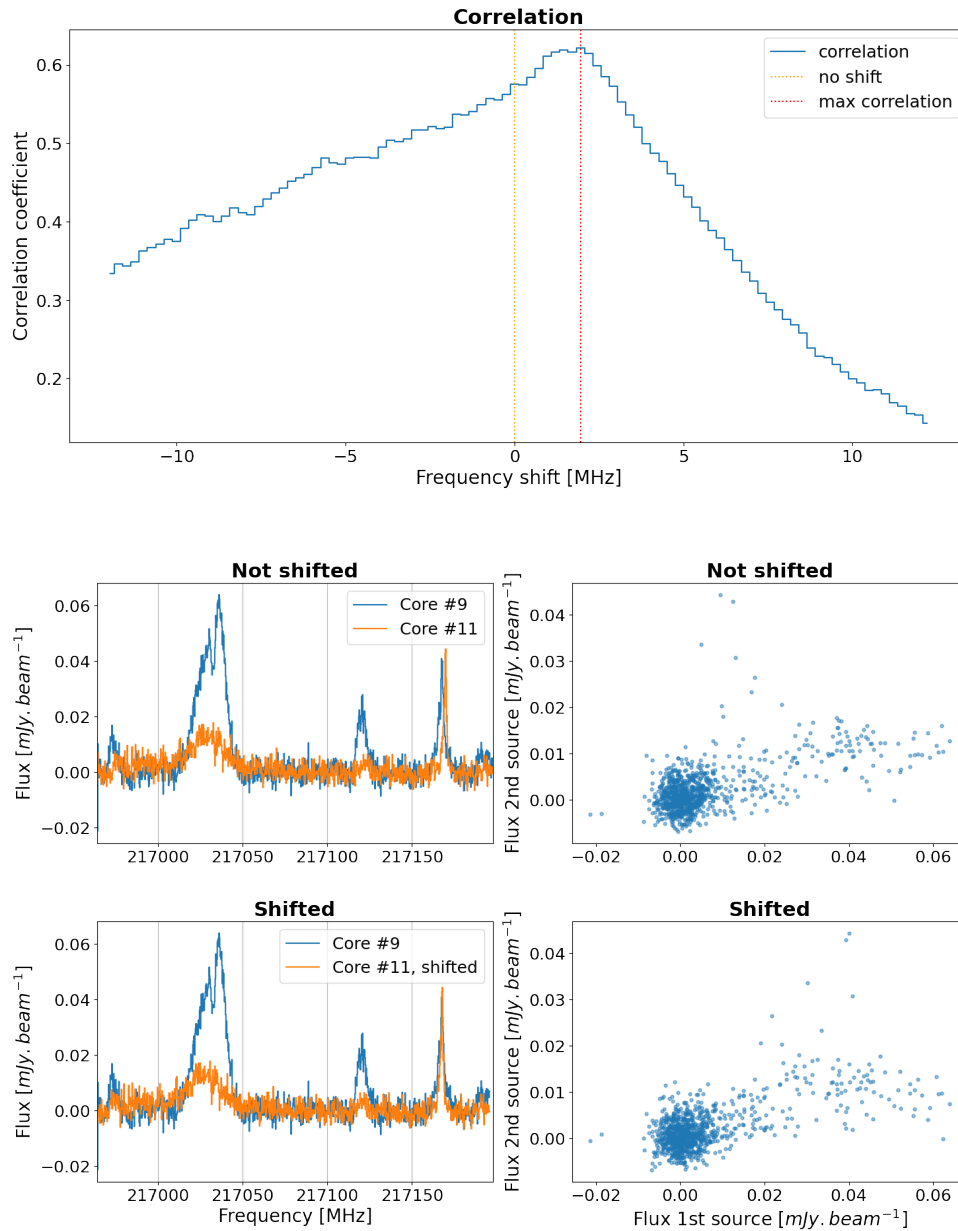 Correlation
correlation
no shift
max correlation
Correlation coefficient
0.6
0.5
0.4
0.3
0.2
−10
−5
0
5
10
Frequency shift [MHz]
Not shifted
Core #9
Core #11
Flux [mJy. beam⁻¹]
0.06
0.04
0.02
0.00
−0.02
217000
217050
217100
217150
Not shifted
Flux 2nd source [mJy. beam⁻¹]
0.04
0.03
0.02
0.01
0.00
−0.02
0.00
0.02
0.04
0.06
Shifted
Core #9
Core #11, shifted
Flux [mJy. beam⁻¹]
0.06
0.04
0.02
0.00
−0.02
217000
217050
217100
217150
Frequency [MHz]
Shifted
Flux 2nd source [mJy. beam⁻¹]
0.04
0.03
0.02
0.01
0.00
−0.02
0.00
0.02
0.04
0.06
Flux 1st source [mJy. beam⁻¹]